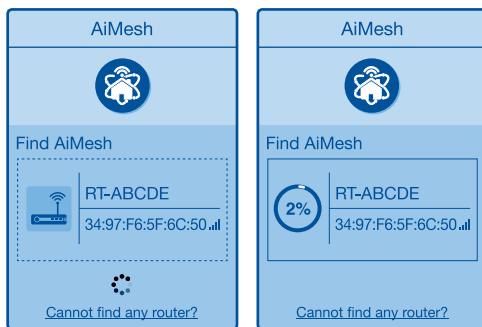 AiMesh
Find AiMesh
RT-ABCDE
34:97:F6:5F:6C:50
Cannot find any router?
AiMesh
Find AiMesh
2%
RT-ABCDE
34:97:F6:5F:6C:50
Cannot find any router?